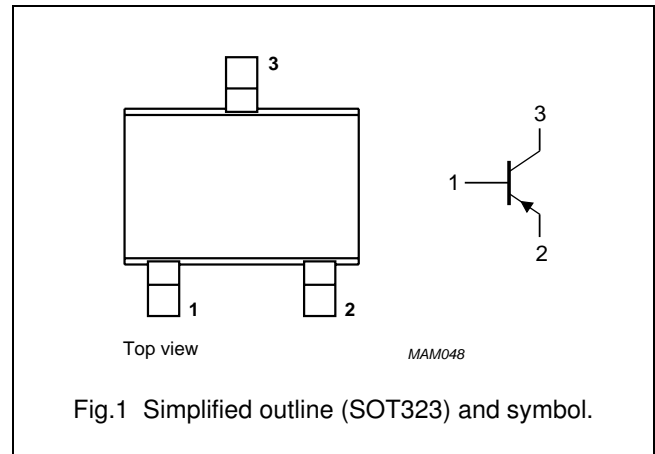 3
1
2
Top view
3
1
2
MAM048
Fig.1 Simplified outline (SOT323) and symbol.